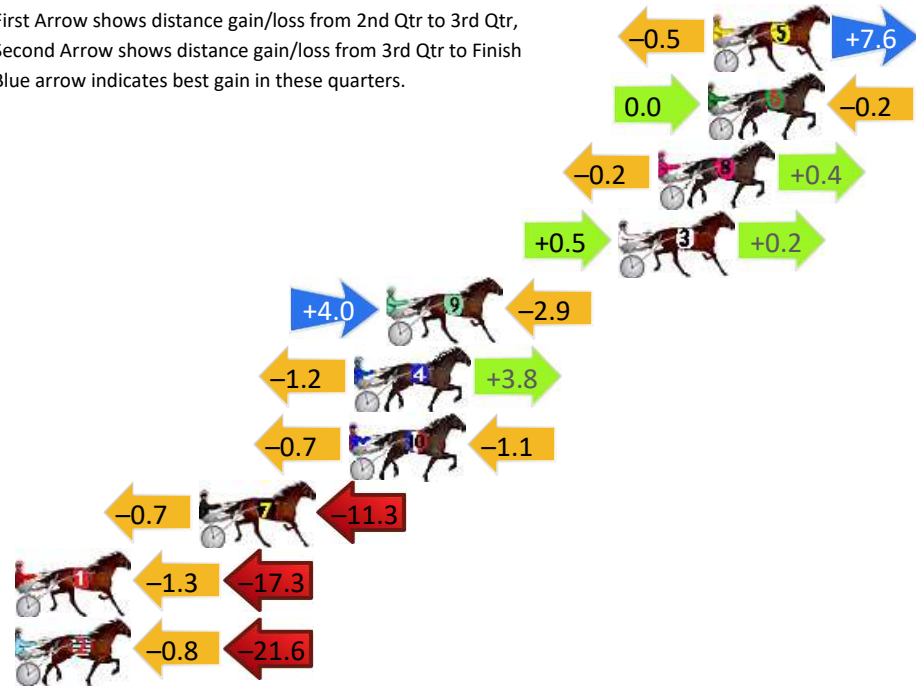 First Arrow shows distance gain/loss from 2nd Qtr to 3rd Qtr,
Second Arrow shows distance gain/loss from 3rd Qtr to Finish
Blue arrow indicates best gain in these quarters.
–0.5 5 +7.6
0.0 –0.2
–0.2 8 +0.4
+0.5 3 +0.2
+4.0 9 –2.9
–1.2 4 +3.8
–0.7 10 –1.1
–0.7 7 –11.3
1 –1.3 –17.3
2 –0.8 –21.6